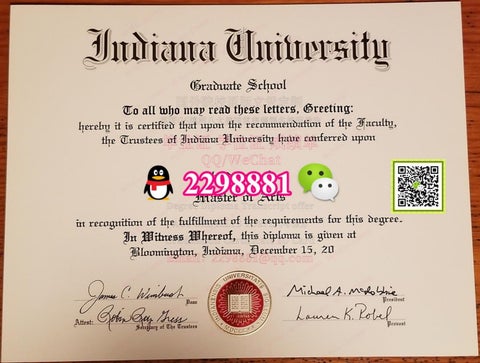 Indiana University
Graduate School
To all who may read these letters, Greeting:
hereby it is certified that upon the recommendation of the Faculty,
the Trustees of Indiana University have conferred upon
QQ/WeChat
2298881
Master of Arts
in recognition of the fulfillment of the requirements for this degree.
In Witness Whereof, this diploma is given at
Bloomington, Indiana, December 15, 20
2298881@qq.com
Dean
President
Attest:
Secretary of The Trustees
Lauren K. Robel
Provost